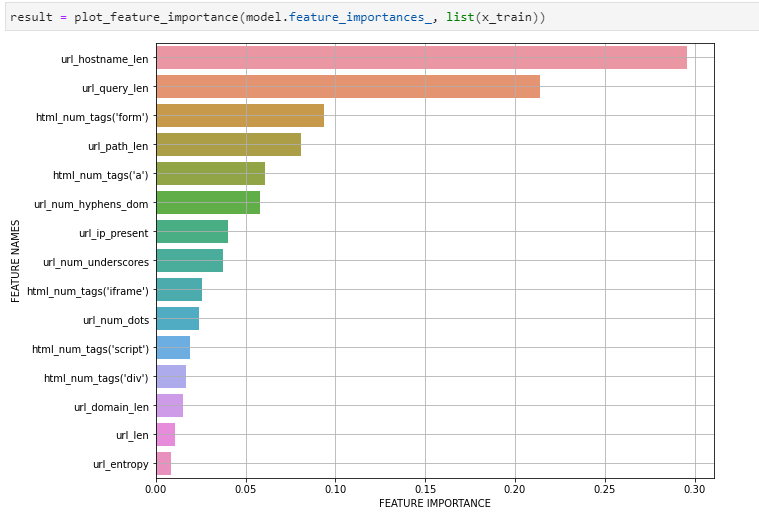 result = plot_feature_importance(model.feature_importances_, list(x_train))
url_hostname_len
url_query_len
html_num_tags('form')
url_path_len
html_num_tags('a')
url_num_hyphens_dom
url_ip_present
url_num_underscores
html_num_tags('iframe')
url_num_dots
html_num_tags('script')
html_num_tags('div')
url_domain_len
url_len
url_entropy
FEATURE NAMES
0.00 0.05 0.10 0.15 0.20 0.25 0.30
FEATURE IMPORTANCE